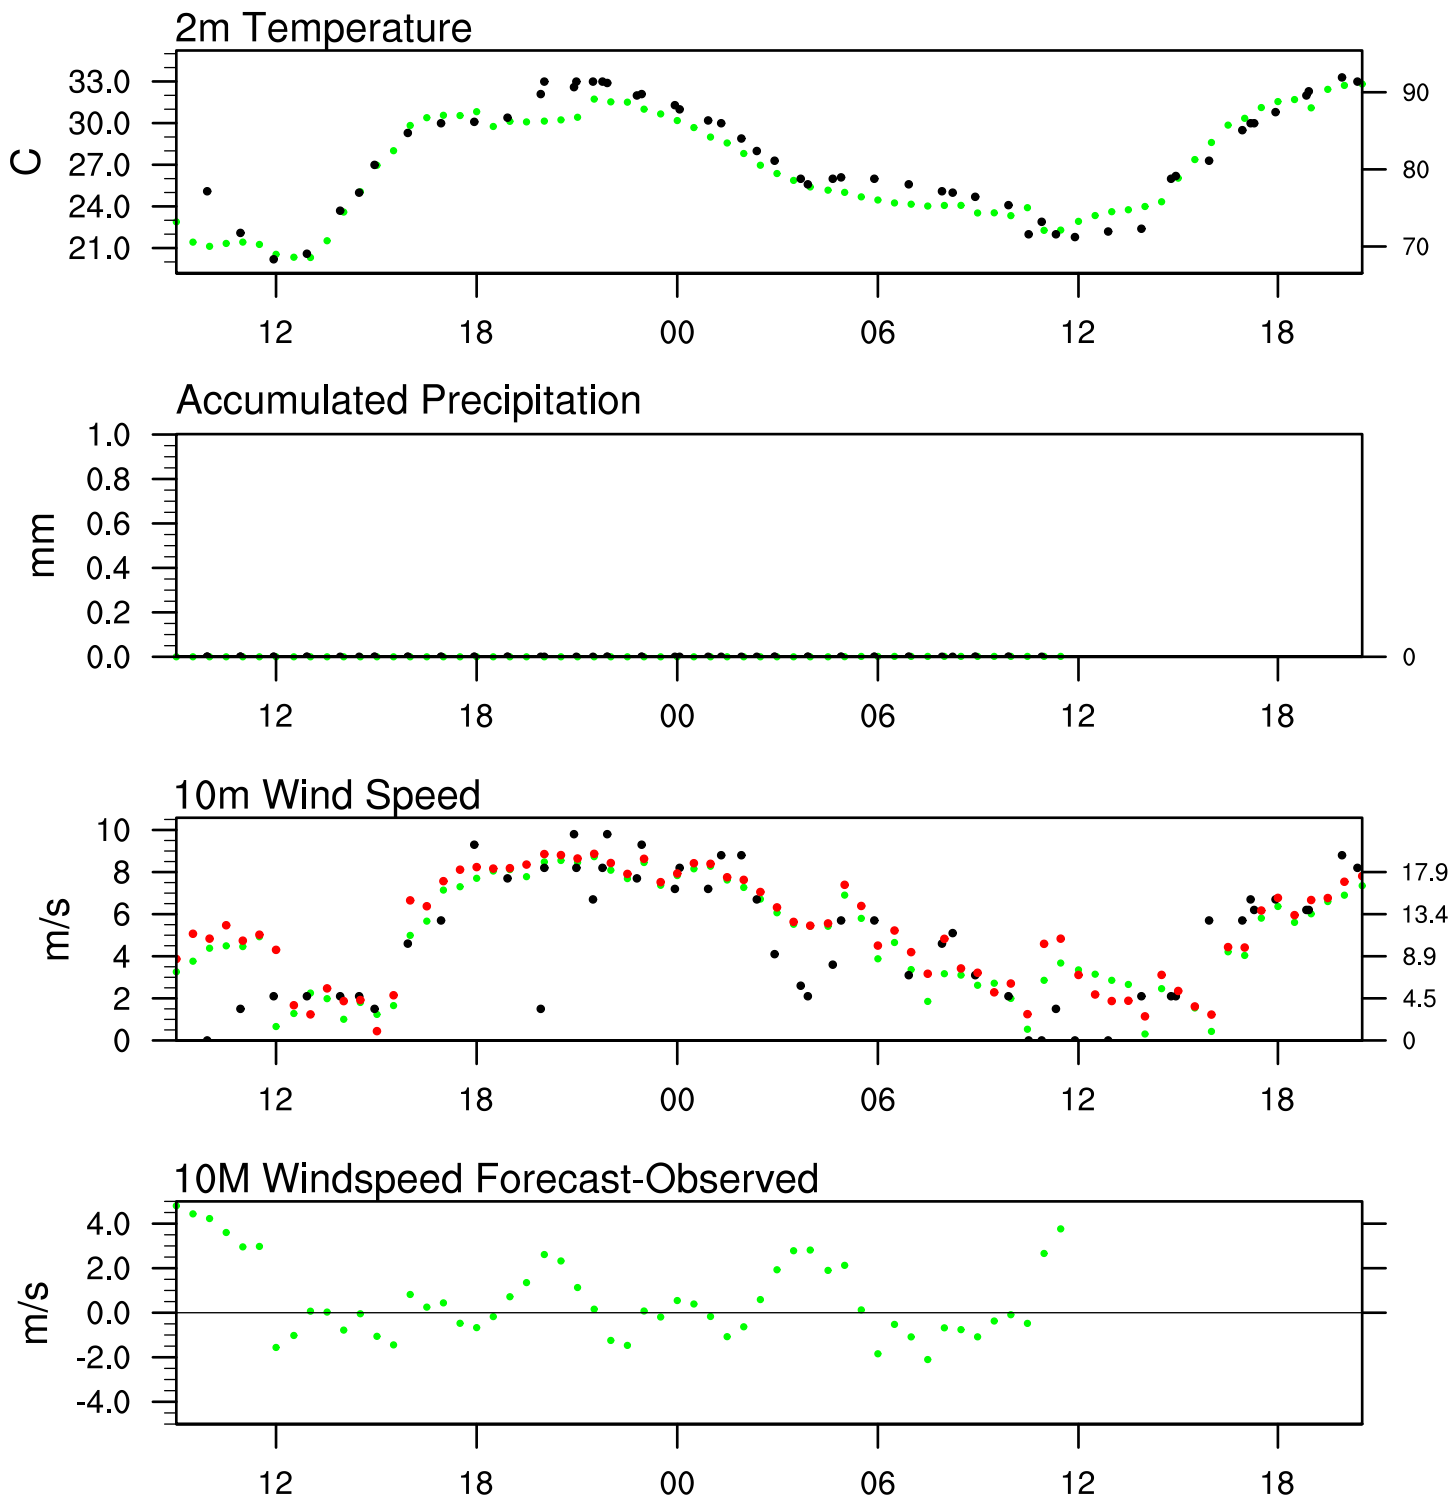 2m Temperature
33.0
30.0
27.0
24.0
21.0
C
90
80
70
12 18 00 06 12 18
Accumulated Precipitation
1.0
0.8
0.6
0.4
0.2
0.0
mm
0
12 18 00 06 12 18
10m Wind Speed
10
8
6
4
2
0
m/s
17.9
13.4
8.9
4.5
0
12 18 00 06 12 18
10M Windspeed Forecast-Observed
4.0
2.0
0.0
-2.0
-4.0
m/s
12 18 00 06 12 18